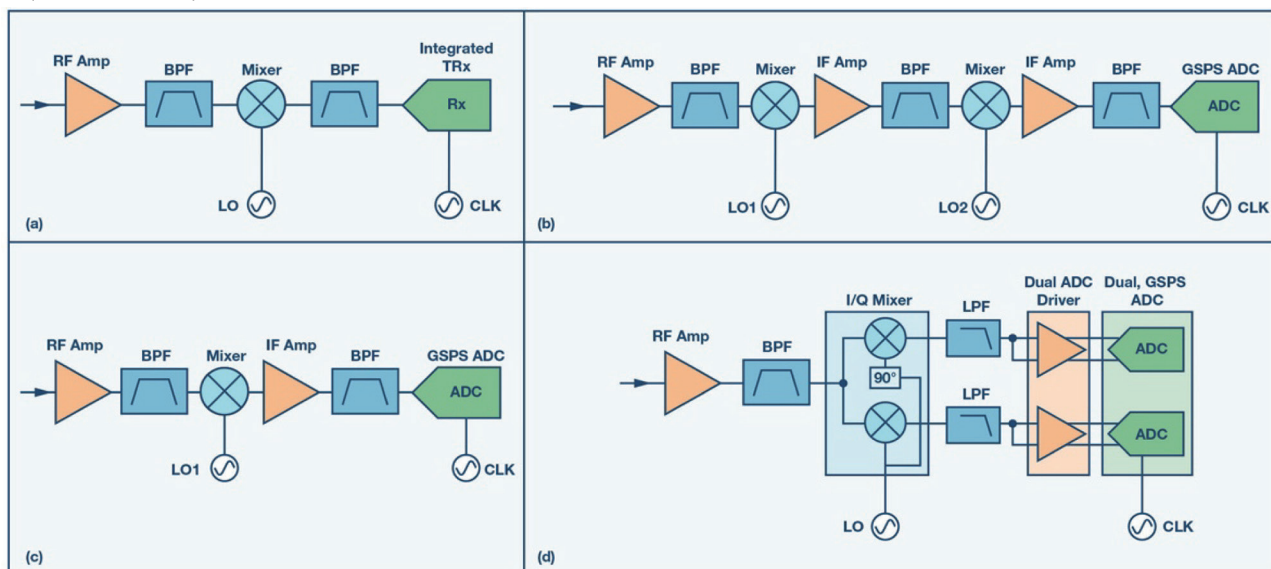 Integrated
TRx
RF Amp
BPF
Mixer
BPF
Rx
LO
CLK
(a)
RF Amp
BPF
Mixer
IF Amp
BPF
Mixer
IF Amp
BPF
GSPS ADC
ADC
LO1
LO2
CLK
(b)
RF Amp
BPF
Mixer
IF Amp
BPF
GSPS ADC
ADC
LO1
CLK
(c)
Dual ADC
Driver
Dual, GSPS
ADC
I/Q Mixer
LPF
RF Amp
BPF
ADC
90°
LPF
ADC
LO
CLK
(d)